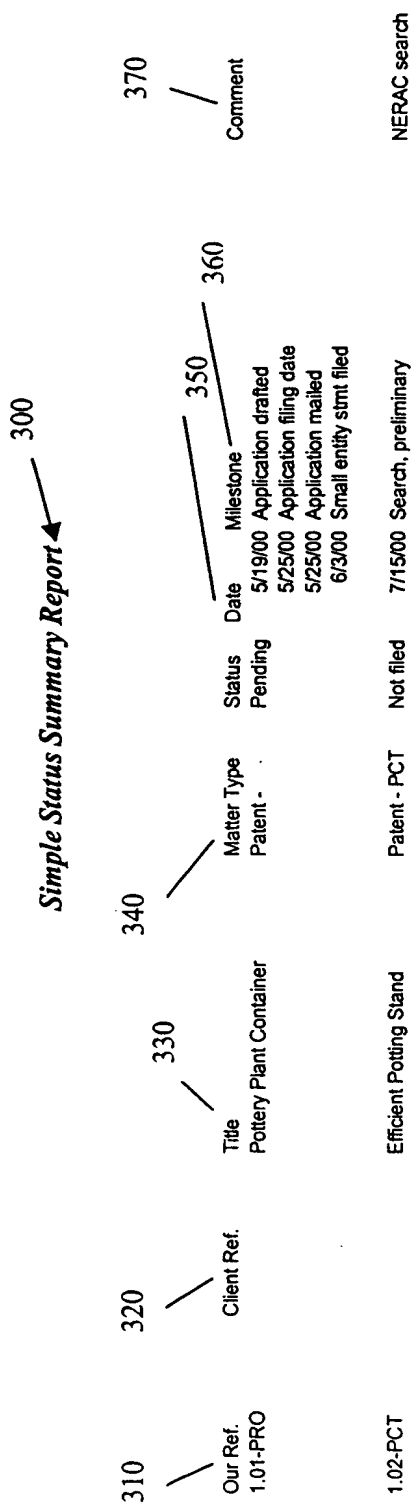 Simple Status Summary Report 300
310 320 330 340 350 360 370
Our Ref. Client Ref. Title Matter Type Status Date Milestone Comment
1.01-PRO Pottery Plant Container Patent - Pending 5/19/00 Application drafted
5/25/00 Application filing date
5/25/00 Application mailed
6/3/00 Small entity stmt filed
1.02-PCT Efficient Potting Stand Patent - PCT Not filed 7/15/00 Search, preliminary NERAC search